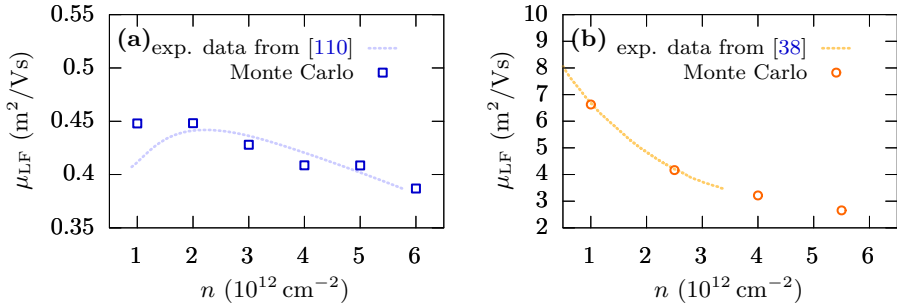 (a)
exp. data from [110]
Monte Carlo
0.55
0.5
0.45
0.4
0.35
μLF (m²/Vs)
1 2 3 4 5 6
n (10¹² cm⁻²)
(b)
exp. data from [38]
Monte Carlo
10
9
8
7
6
5
4
3
2
μLF (m²/Vs)
1 2 3 4 5 6
n (10¹² cm⁻²)